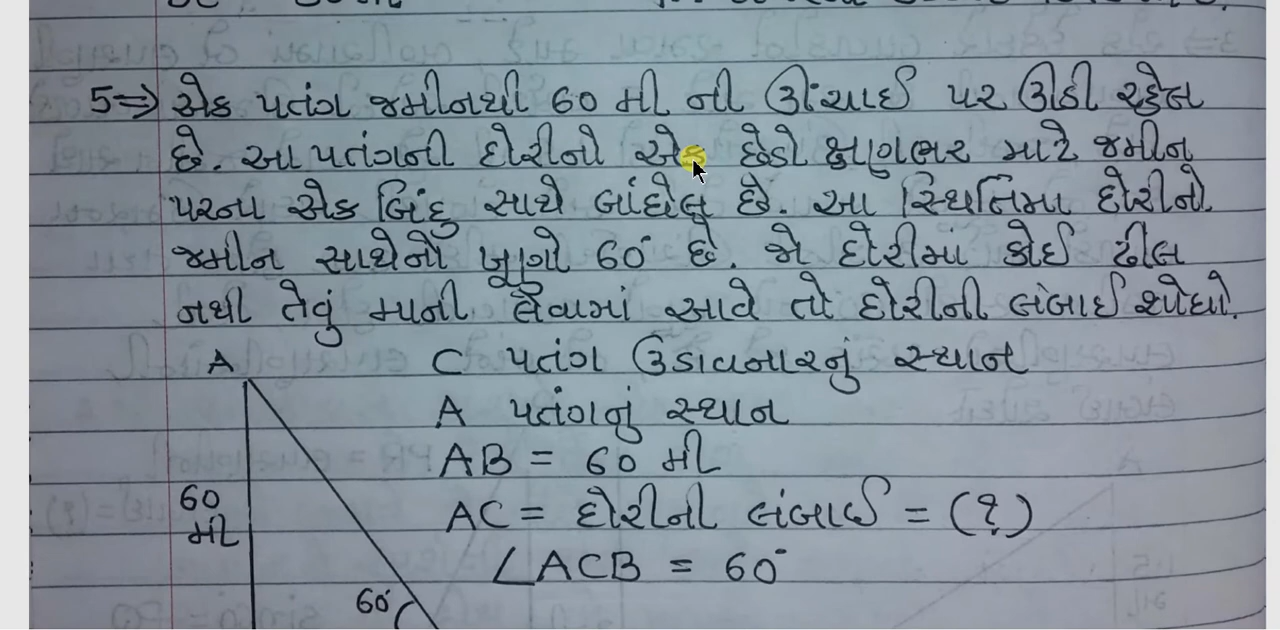 5⇒ એક પતંગ જમીનથી 60 મી ની ઊંચાઈ પર ઊડી રહેલ
છે. આ પતંગની દોરીનો એક છેડો ક્ષણભર માટે જમીન
પરના એક બિંદુ સાથે બાંધેલ છે. આ સ્થિતિમા દોરીનો
જમીન સાથેનો ખૂણો 60° છે. જો દોરીમાં કોઈ ઢીલ
નથી તેવું માની લેવામાં આવે તો દોરીની લંબાઈ શોધો.
A
C પતંગ ઉડાવનારનું સ્થાન
A પતંગનું સ્થાન
AB = 60 મી
60
મી
AC = દોરીની લંબાઈ = (?)
∠ACB = 60°
60°